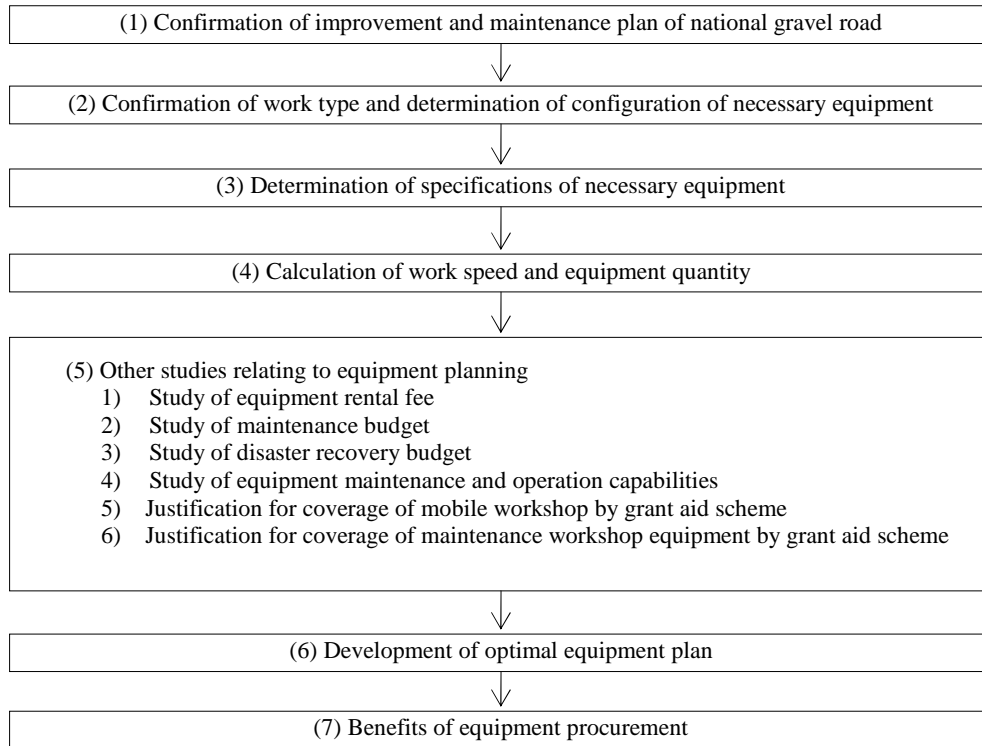 (1) Confirmation of improvement and maintenance plan of national gravel road
(2) Confirmation of work type and determination of configuration of necessary equipment
(3) Determination of specifications of necessary equipment
(4) Calculation of work speed and equipment quantity
(5) Other studies relating to equipment planning
1) Study of equipment rental fee
2) Study of maintenance budget
3) Study of disaster recovery budget
4) Study of equipment maintenance and operation capabilities
5) Justification for coverage of mobile workshop by grant aid scheme
6) Justification for coverage of maintenance workshop equipment by grant aid scheme
(6) Development of optimal equipment plan
(7) Benefits of equipment procurement